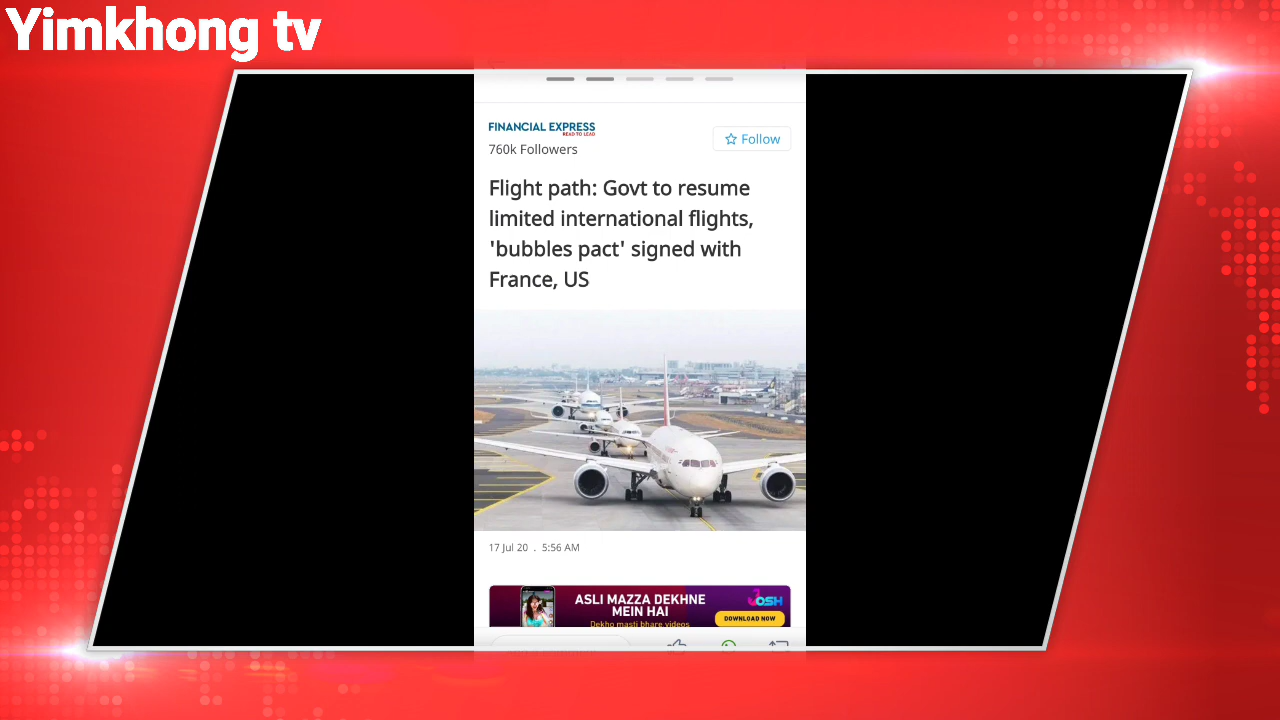 Yimkhong tv
FINANCIAL EXPRESS
READ TO LEAD
760k Followers
Follow
Flight path: Govt to resume
limited international flights,
'bubbles pact' signed with
France, US
17 Jul 20 . 5:56 AM
ASLI MAZZA DEKHNE
MEIN HAI
Dekho masti bhare videos
JOSH
DOWNLOAD NOW